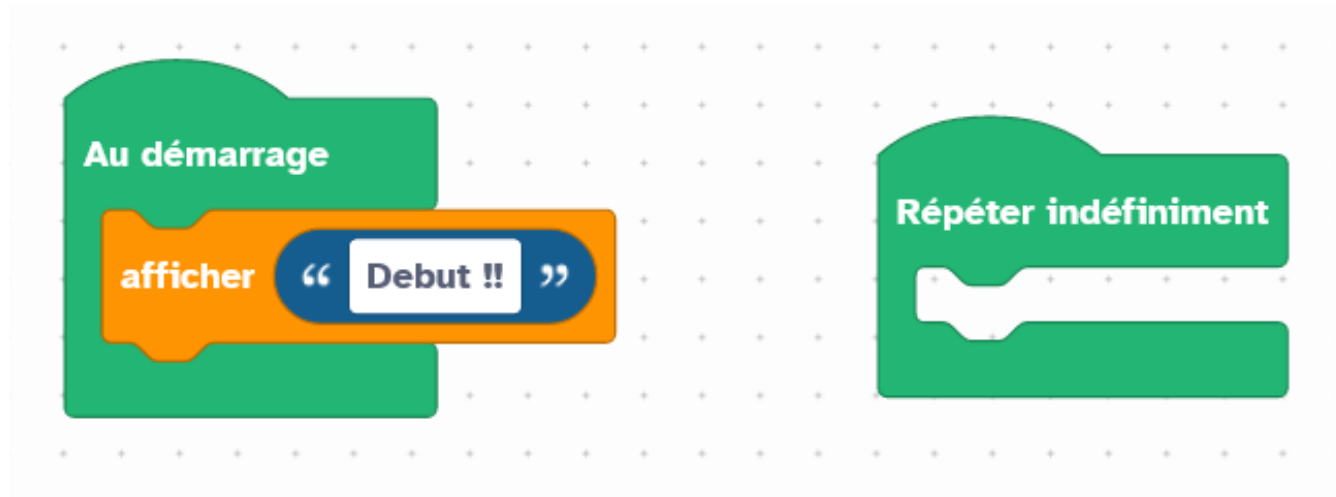 Au démarrage
afficher “ Debut !! ”
Répéter indéfiniment